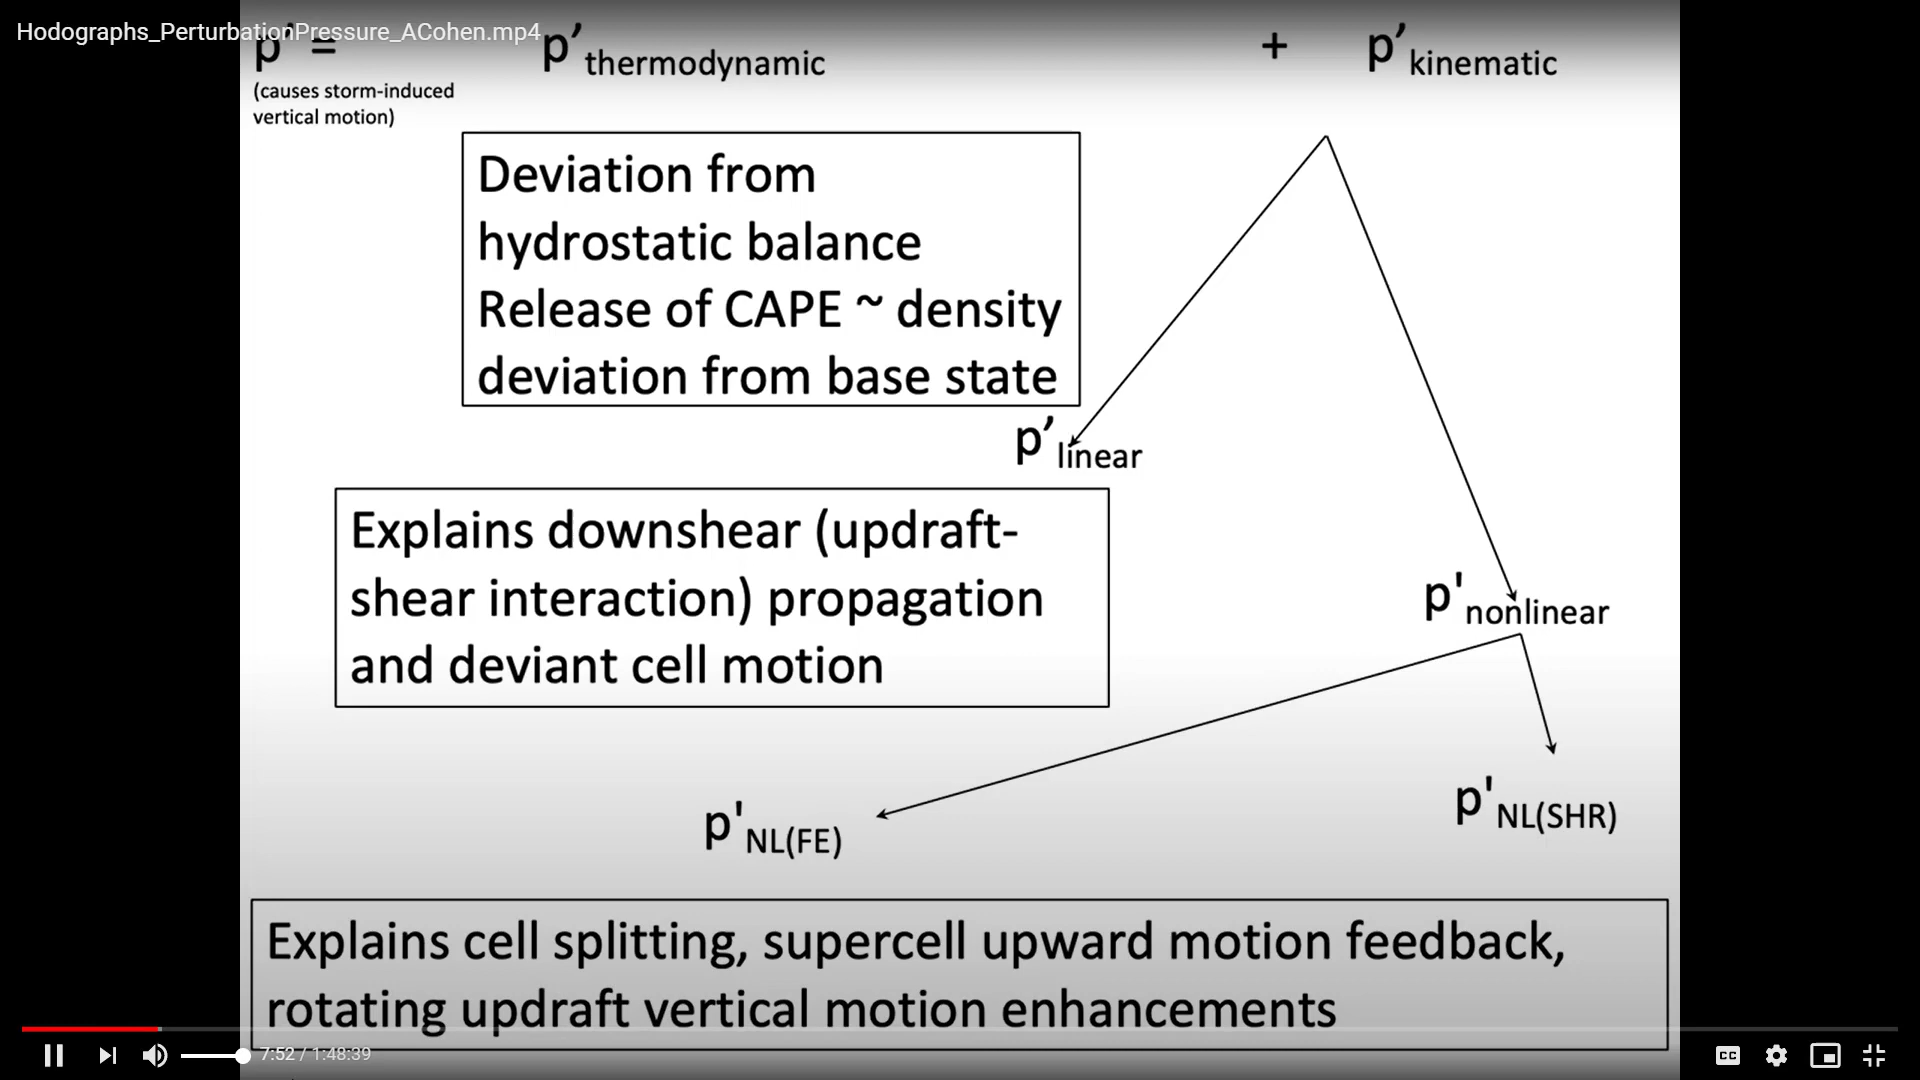 Hodographs_PerturbationPressure_ACohen.mp4
p' = p'thermodynamic + p'kinematic
(causes storm-induced
vertical motion)
Deviation from
hydrostatic balance
Release of CAPE ~ density
deviation from base state
p'linear
Explains downshear (updraft-
shear interaction) propagation
and deviant cell motion
p'nonlinear
p'NL(FE)
p'NL(SHR)
Explains cell splitting, supercell upward motion feedback,
rotating updraft vertical motion enhancements
7:52 / 1:48:39
CC